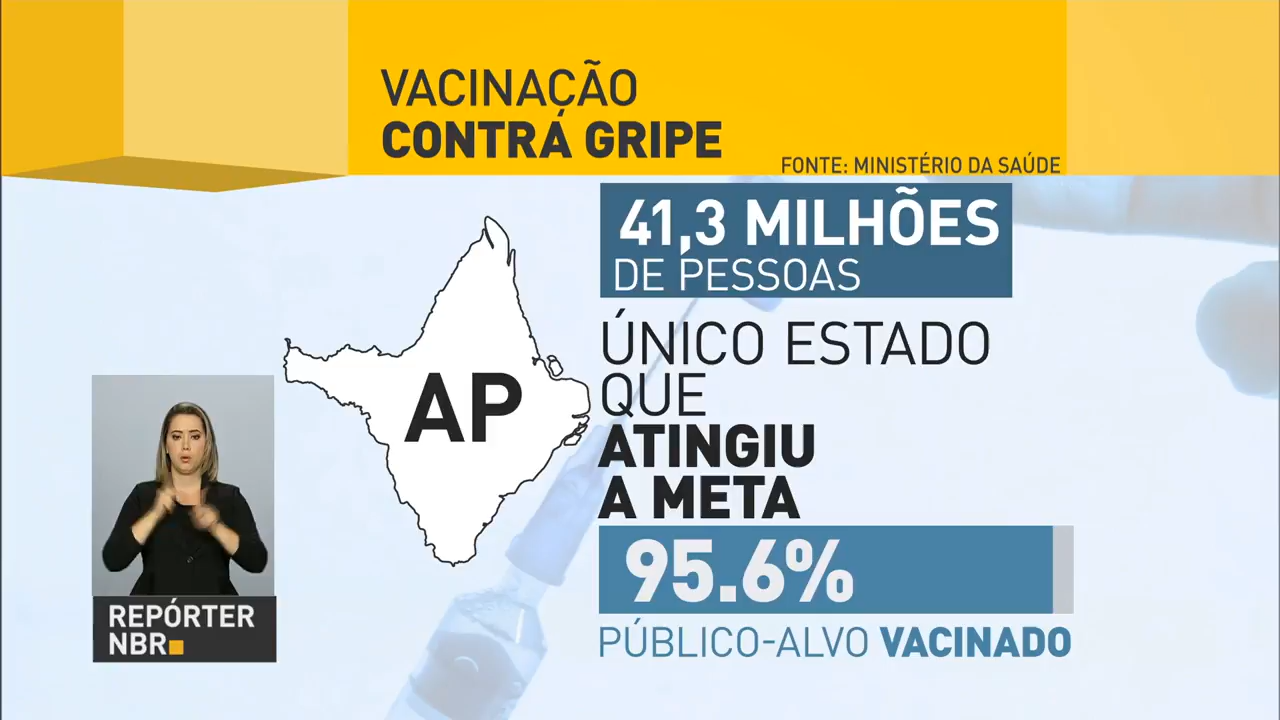 VACINAÇÃO
CONTRA GRIPE
FONTE: MINISTÉRIO DA SAÚDE
41,3 MILHÕES
DE PESSOAS
ÚNICO ESTADO
QUE
ATINGIU
A META
AP
95.6%
PÚBLICO-ALVO VACINADO
REPÓRTER
NBR